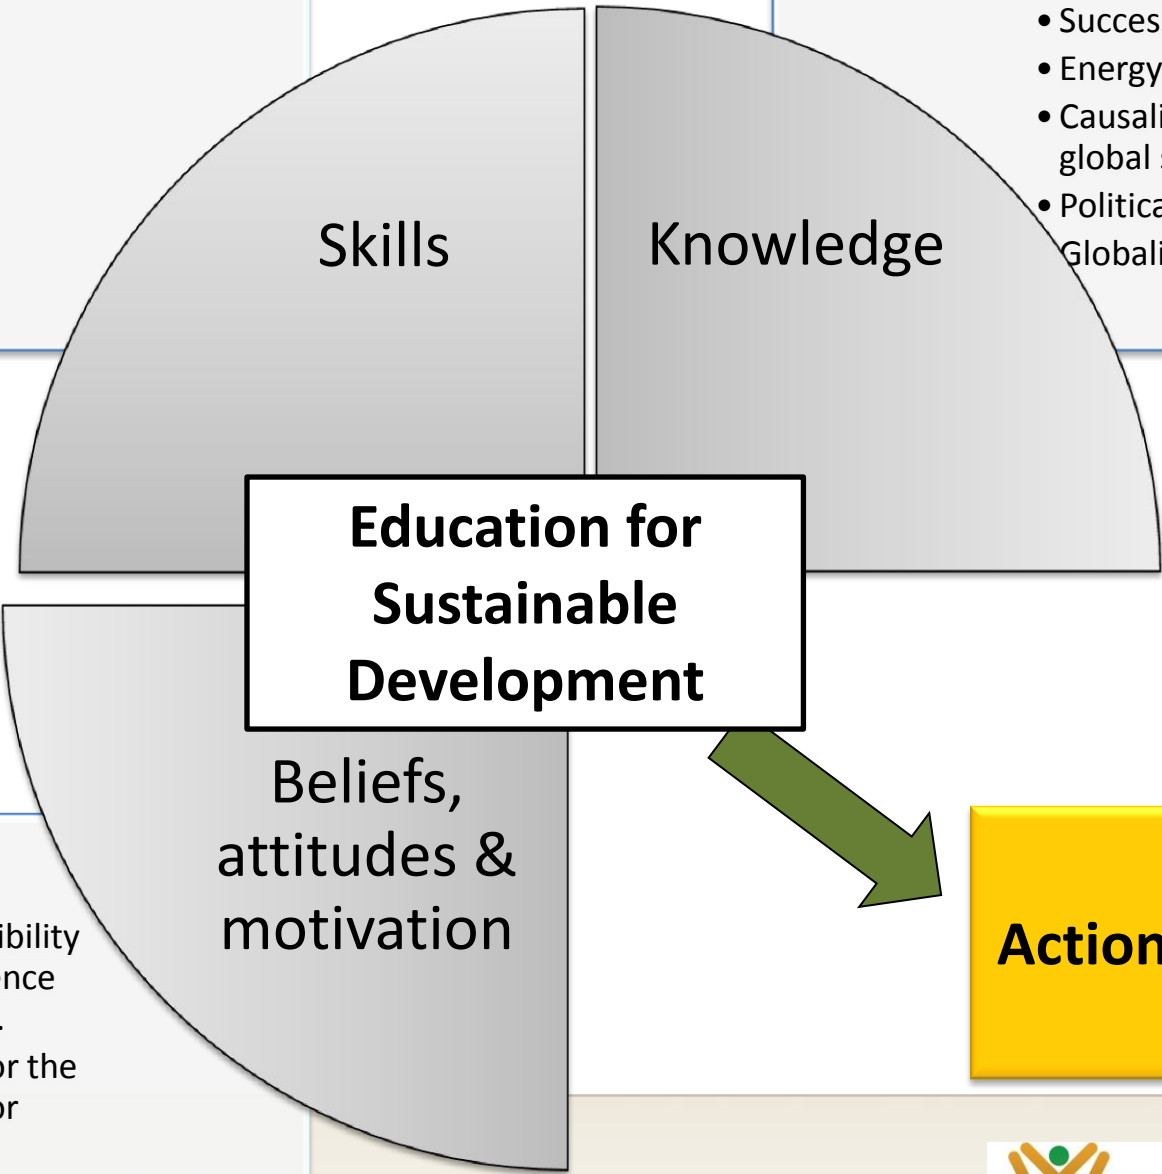 • Succes
• Energy
• Causali
global s
• Politica
Globali
Skills
Knowledge
Education for
Sustainable
Development
Beliefs,
attitudes &
motivation
ibility
ence
.
or the
or
Action